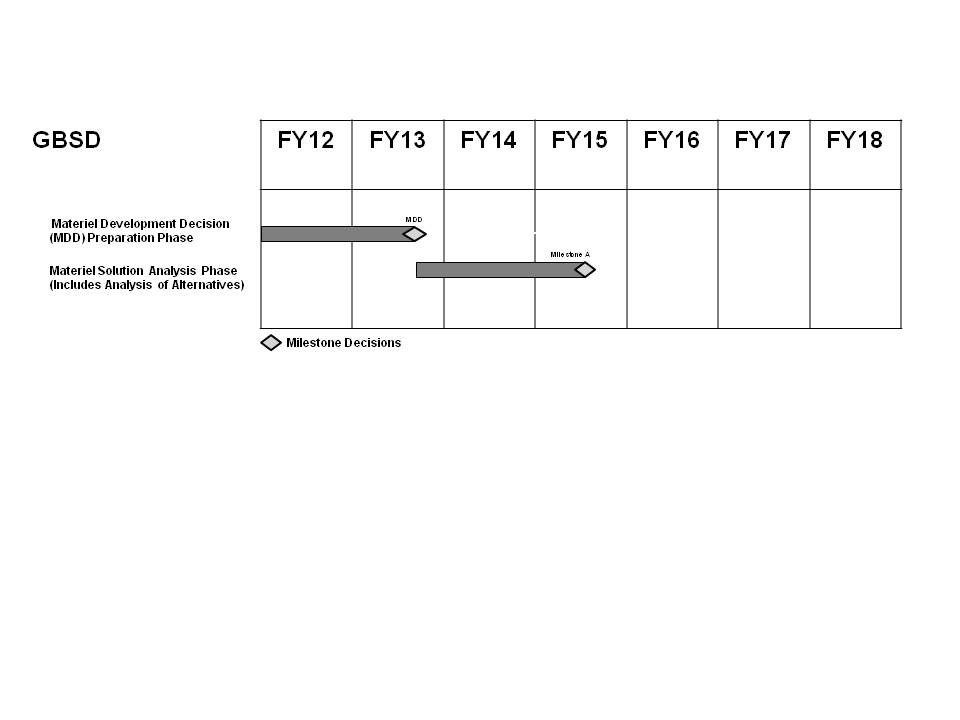 GBSD
FY12 FY13 FY14 FY15 FY16 FY17 FY18
Materiel Development Decision
(MDD) Preparation Phase
MDD
Milestone A
Materiel Solution Analysis Phase
(Includes Analysis of Alternatives)
Milestone Decisions